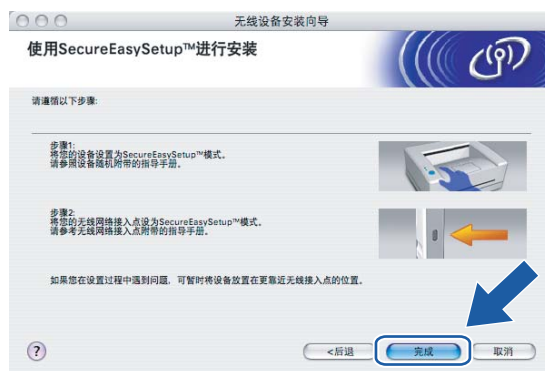 无线设备安装向导
使用SecureEasySetup™进行安装
请遵循以下步骤:
步骤1:
将您的设备设置为SecureEasySetup™模式。
请参照设备随机附带的指导手册。
步骤2:
将您的无线网络接入点设为SecureEasySetup™模式。
请参考无线网络接入点附带的指导手册。
如果您在设置过程中遇到问题，可暂时将设备放置在更靠近无线接入点的位置。
?
<后退
完成
取消